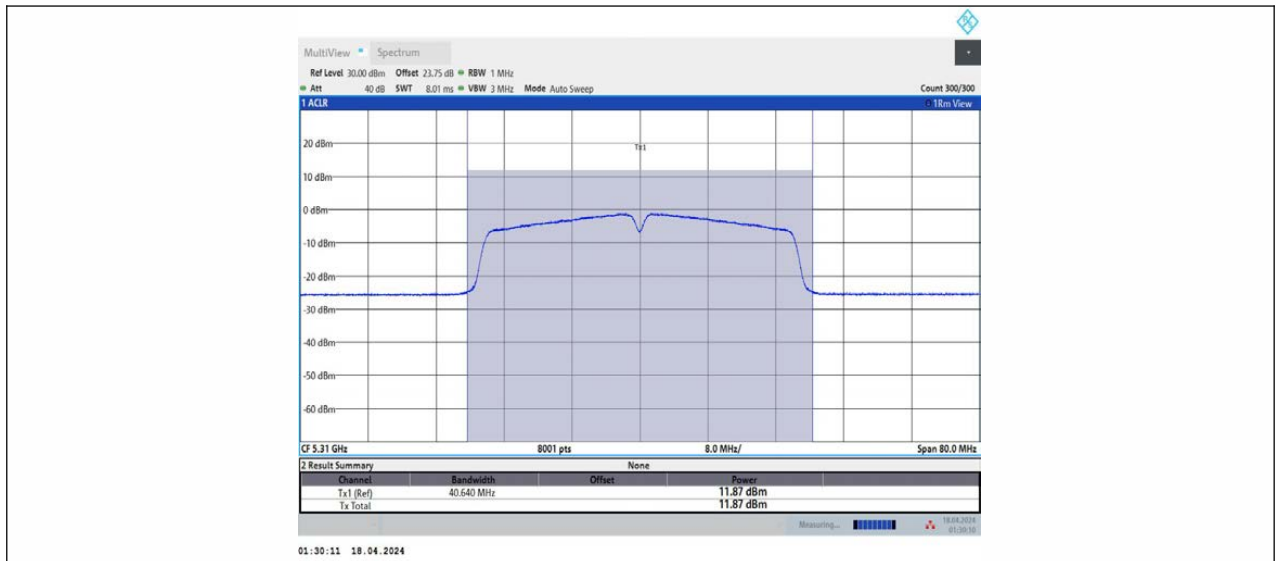 MultiView Spectrum
Ref Level 30.00 dBm Offset 23.75 dB RBW 1 MHz
Att 40 dB SWT 8.01 ms VBW 3 MHz Mode Auto Sweep Count 300/300
1 ACLR 1Rm View
Tx1
20 dBm
10 dBm
0 dBm
-10 dBm
-20 dBm
-30 dBm
-40 dBm
-50 dBm
-60 dBm
CF 5.31 GHz 8001 pts 8.0 MHz/ Span 80.0 MHz
2 Result Summary None
Channel Bandwidth Offset Power
Tx1 (Ref) 40.640 MHz 11.87 dBm
Tx Total 11.87 dBm
Measuring... 18.04.2024
01:30:10
01:30:11 18.04.2024